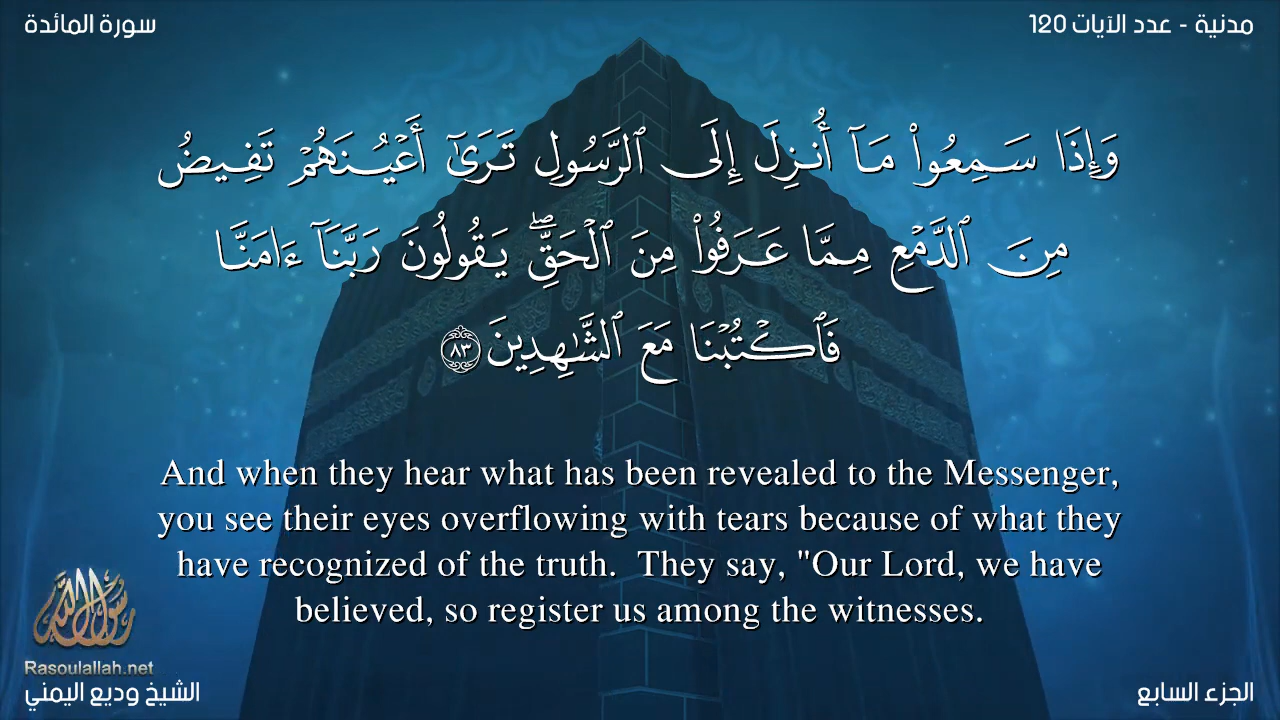 سورة المائدة
مدنية - عدد الآيات 120
وَإِذَا سَمِعُوا۟ مَآ أُنزِلَ إِلَى ٱلرَّسُولِ تَرَىٰٓ أَعْيُنَهُمْ تَفِيضُ
مِنَ ٱلدَّمْعِ مِمَّا عَرَفُوا۟ مِنَ ٱلْحَقِّ ۖ يَقُولُونَ رَبَّنَآ ءَامَنَّا
فَٱكْتُبْنَا مَعَ ٱلشَّـٰهِدِينَ ٨٣
And when they hear what has been revealed to the Messenger,
you see their eyes overflowing with tears because of what they
have recognized of the truth.  They say, "Our Lord, we have
believed, so register us among the witnesses.
رسول الله
Rasoulallah.net
الشيخ وديع اليمني
الجزء السابع